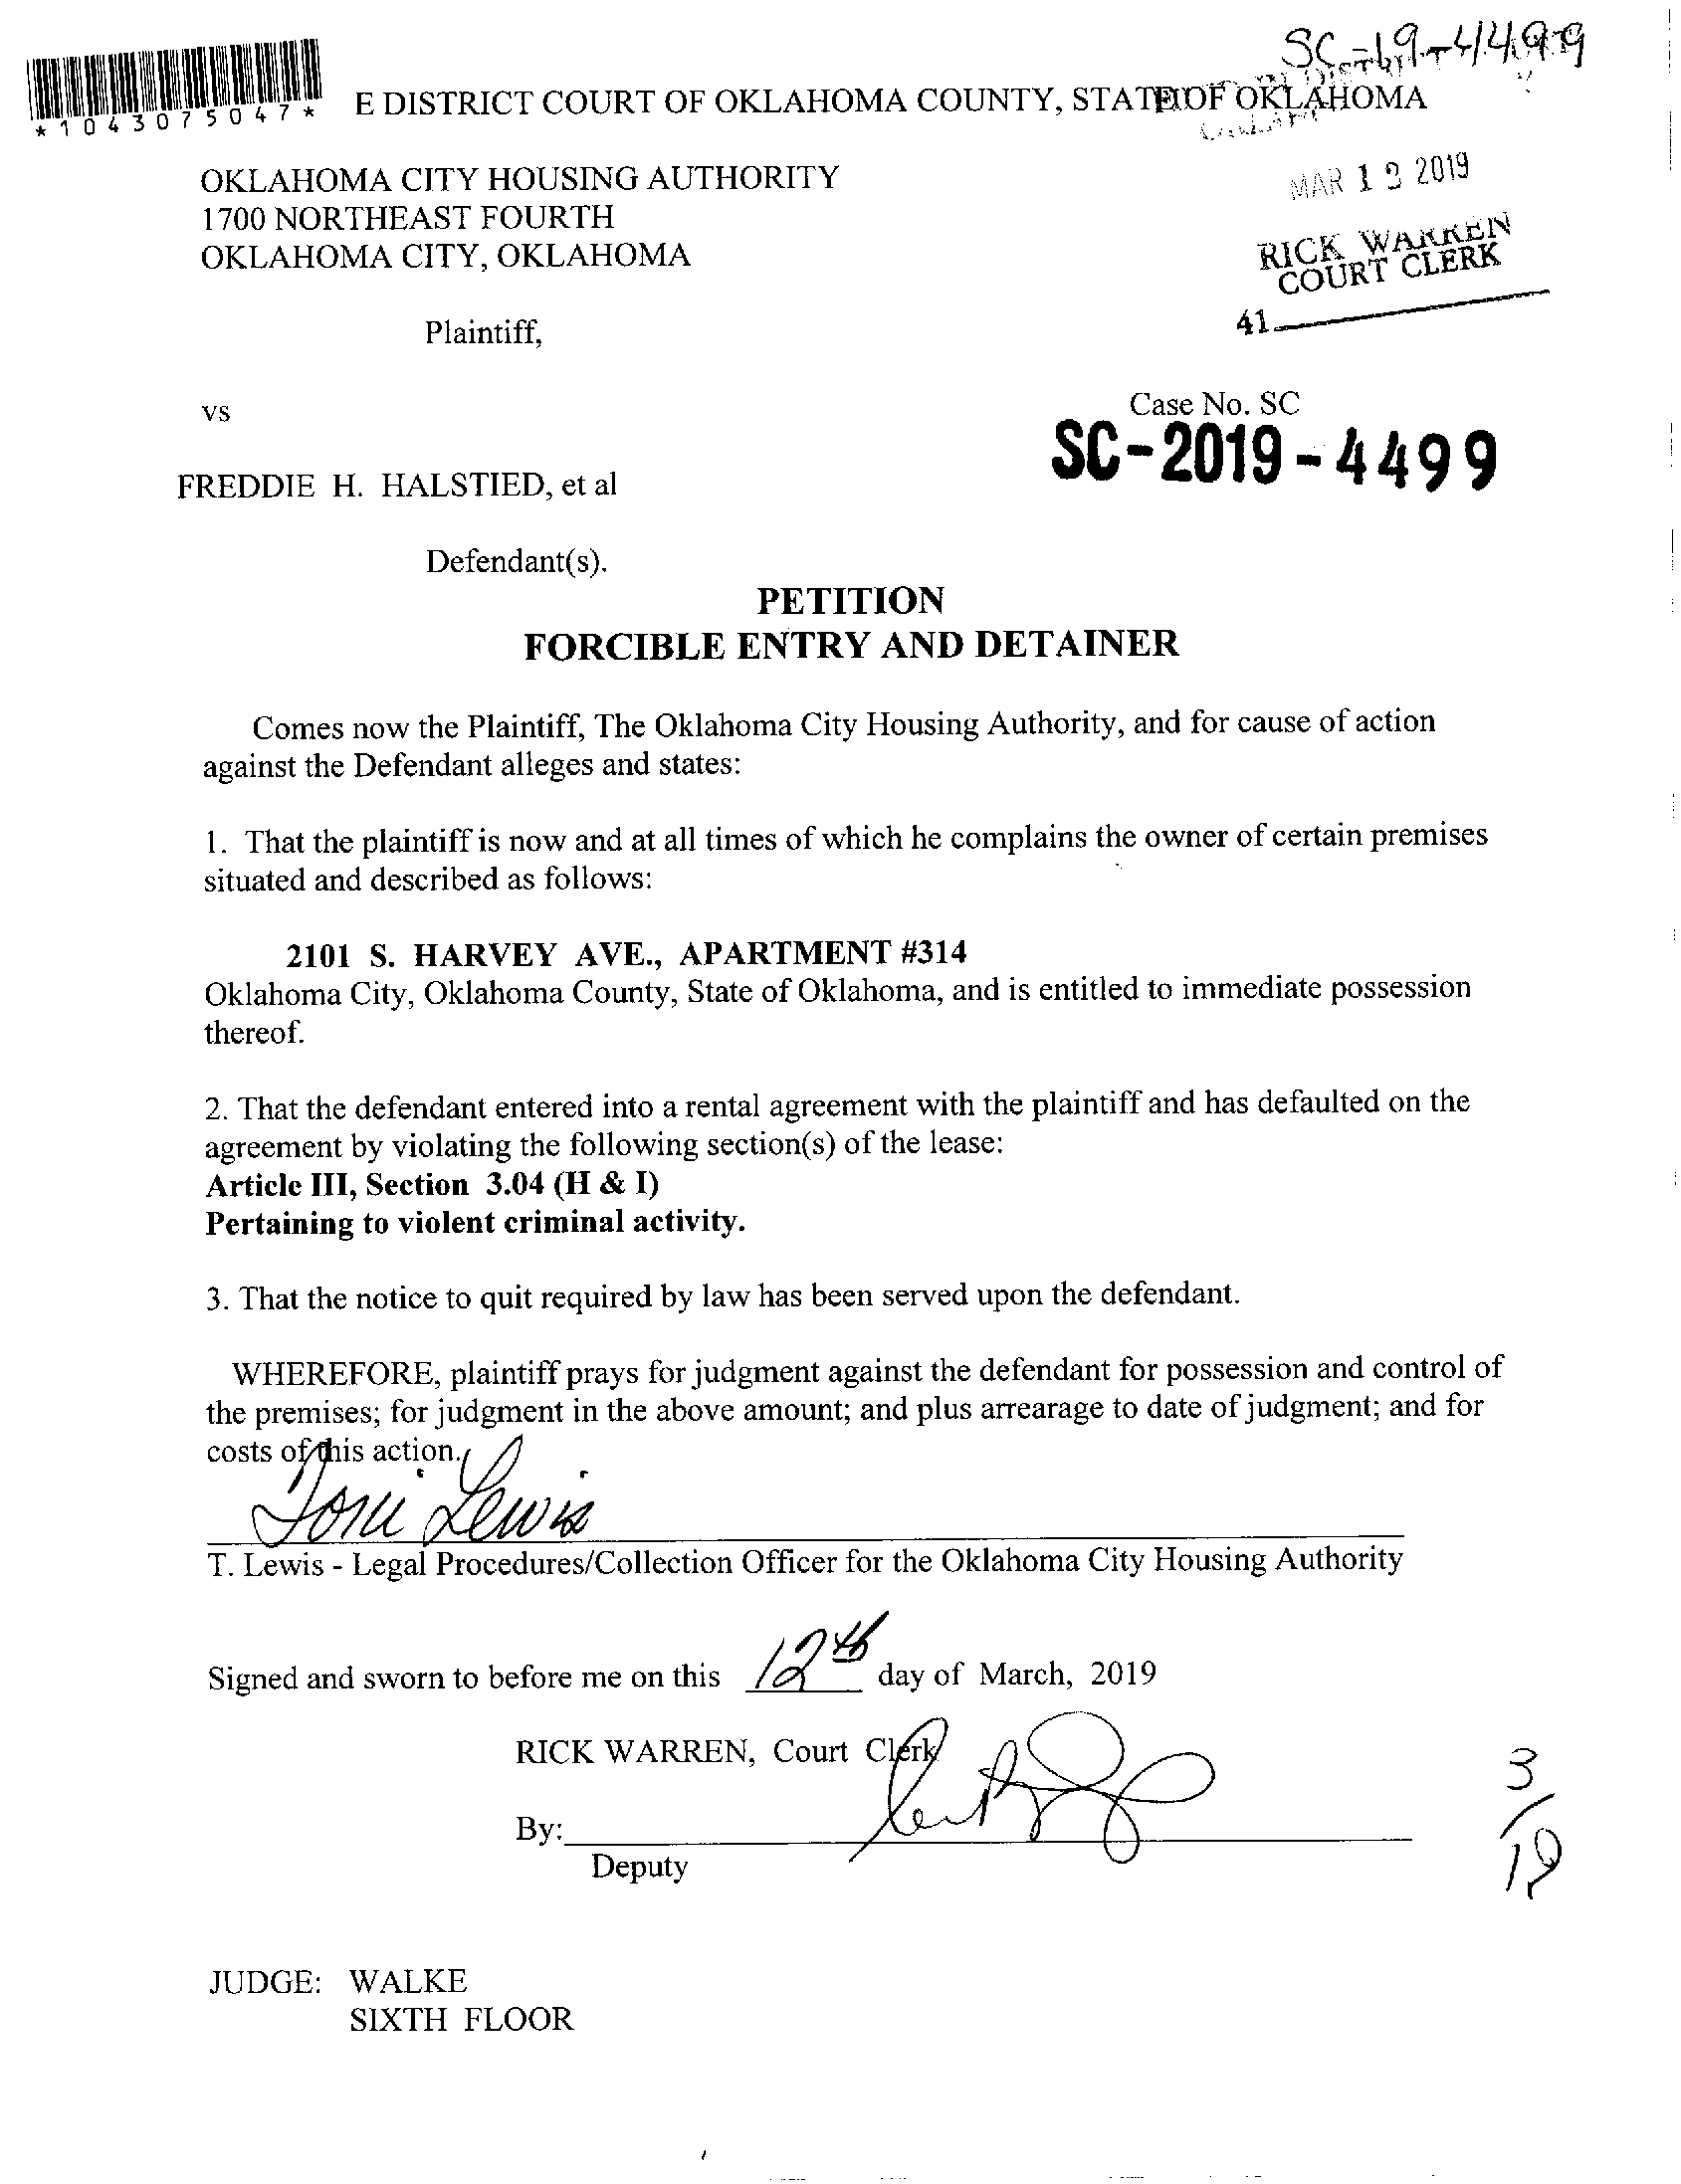 SC-19-4499
*1043075047*
E DISTRICT COURT OF OKLAHOMA COUNTY, STATE OF OKLAHOMA
OKLAHOMA CITY HOUSING AUTHORITY
1700 NORTHEAST FOURTH
OKLAHOMA CITY, OKLAHOMA
MAR 1 2019
RICK WARREN
COURT CLERK
41
Plaintiff,
vs
Case No. SC
SC-2019-4499
FREDDIE H. HALSTIED, et al
Defendant(s).
PETITION
FORCIBLE ENTRY AND DETAINER
Comes now the Plaintiff, The Oklahoma City Housing Authority, and for cause of action
against the Defendant alleges and states:
1. That the plaintiff is now and at all times of which he complains the owner of certain premises
situated and described as follows:
2101 S. HARVEY AVE., APARTMENT #314
Oklahoma City, Oklahoma County, State of Oklahoma, and is entitled to immediate possession
thereof.
2. That the defendant entered into a rental agreement with the plaintiff and has defaulted on the
agreement by violating the following section(s) of the lease:
Article III, Section 3.04 (H & I)
Pertaining to violent criminal activity.
3. That the notice to quit required by law has been served upon the defendant.
WHEREFORE, plaintiff prays for judgment against the defendant for possession and control of
the premises; for judgment in the above amount; and plus arrearage to date of judgment; and for
costs of this action.
Toni Lewis
T. Lewis - Legal Procedures/Collection Officer for the Oklahoma City Housing Authority
Signed and sworn to before me on this 12th day of March, 2019
RICK WARREN, Court Clerk
By:
Deputy
3/19
JUDGE: WALKE
SIXTH FLOOR